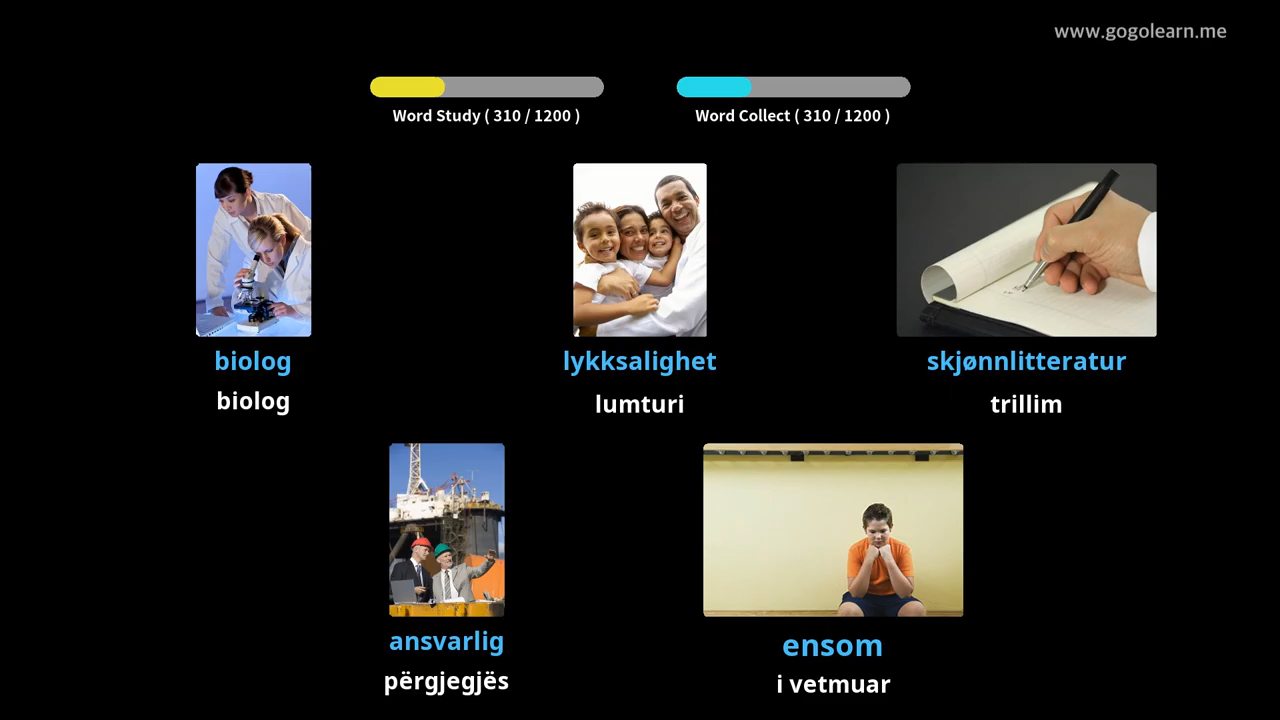 www.gogolearn.me
Word Study ( 310 / 1200 )
Word Collect ( 310 / 1200 )
biolog
biolog
lykksalighet
lumturi
skjønnlitteratur
trillim
ansvarlig
përgjegjës
ensom
i vetmuar